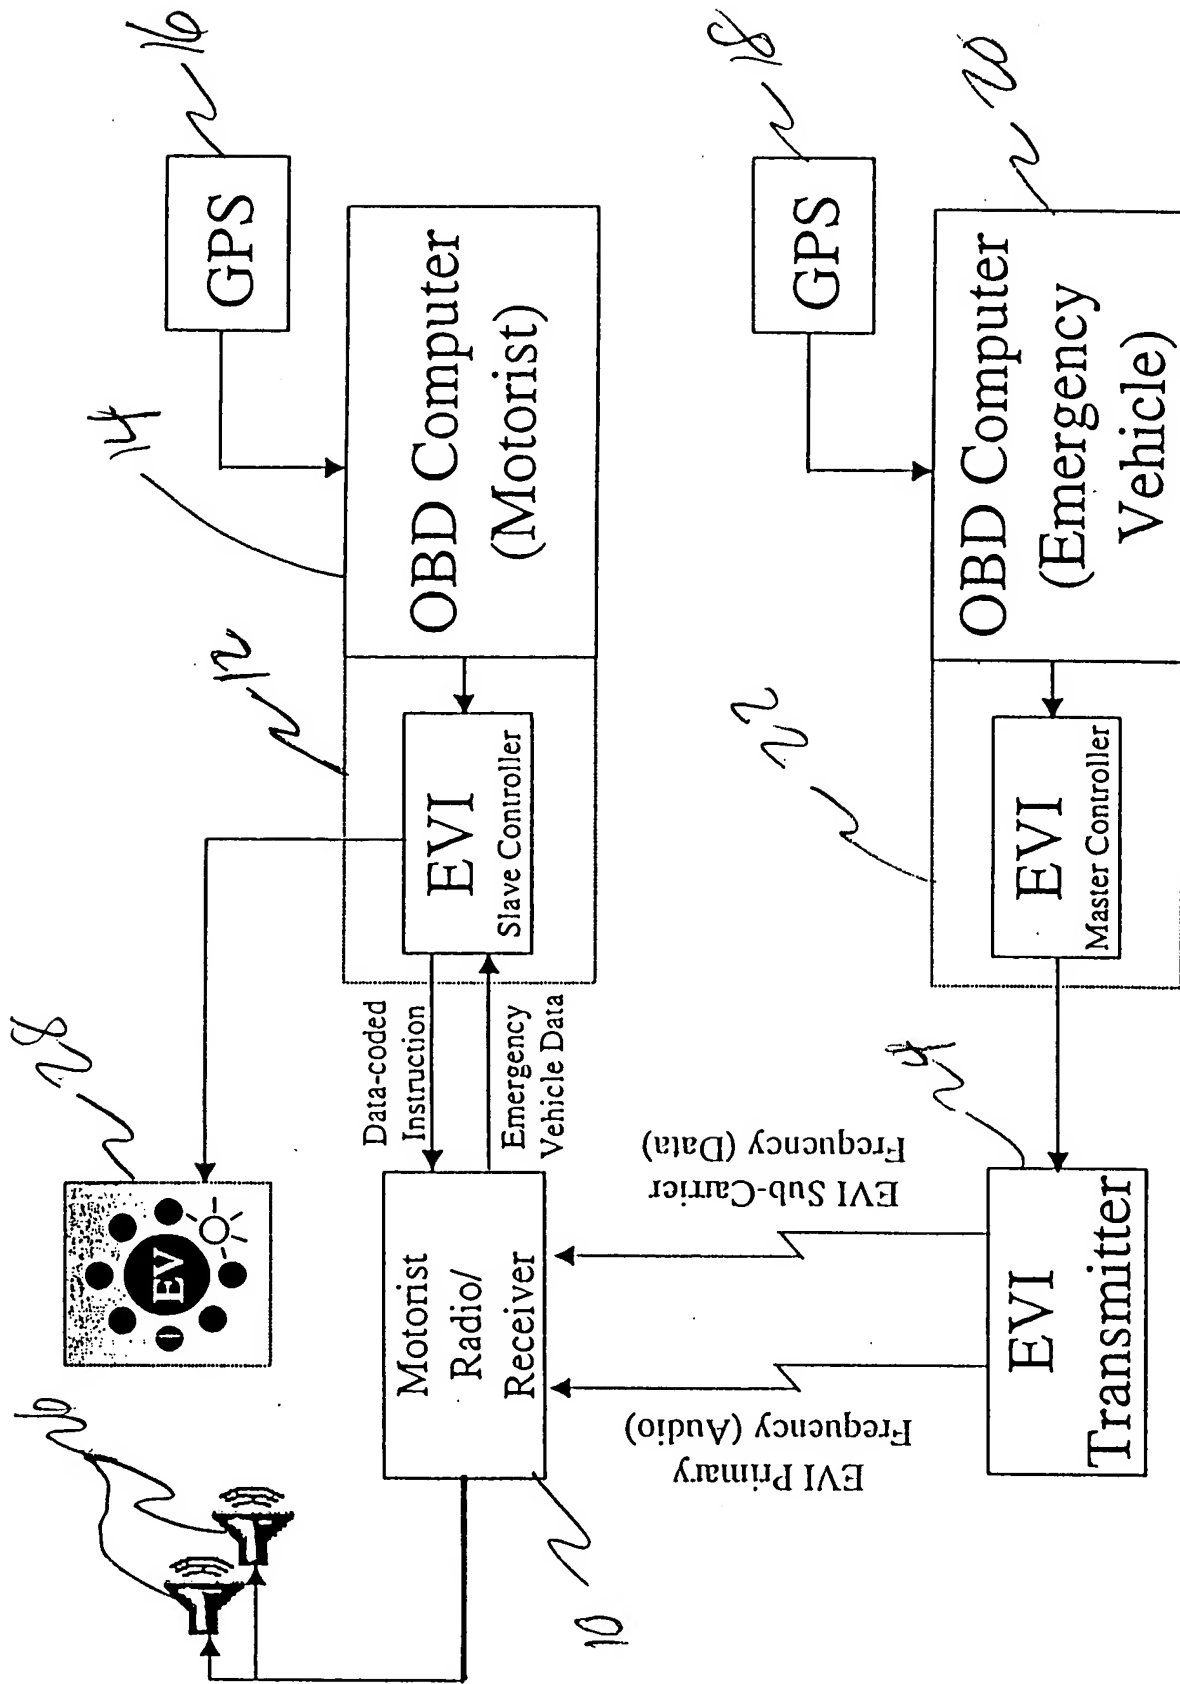 26
28
EV
16
GPS
14
12
OBD Computer
(Motorist)
EVI
Slave Controller
Data-coded
Instruction
Emergency
Vehicle Data
Motorist
Radio/
Receiver
10
EVI Primary
Frequency (Audio)
EVI Sub-Carrier
Frequency (Data)
18
GPS
20
OBD Computer
(Emergency
Vehicle)
22
EVI
Master Controller
24
EVI
Transmitter